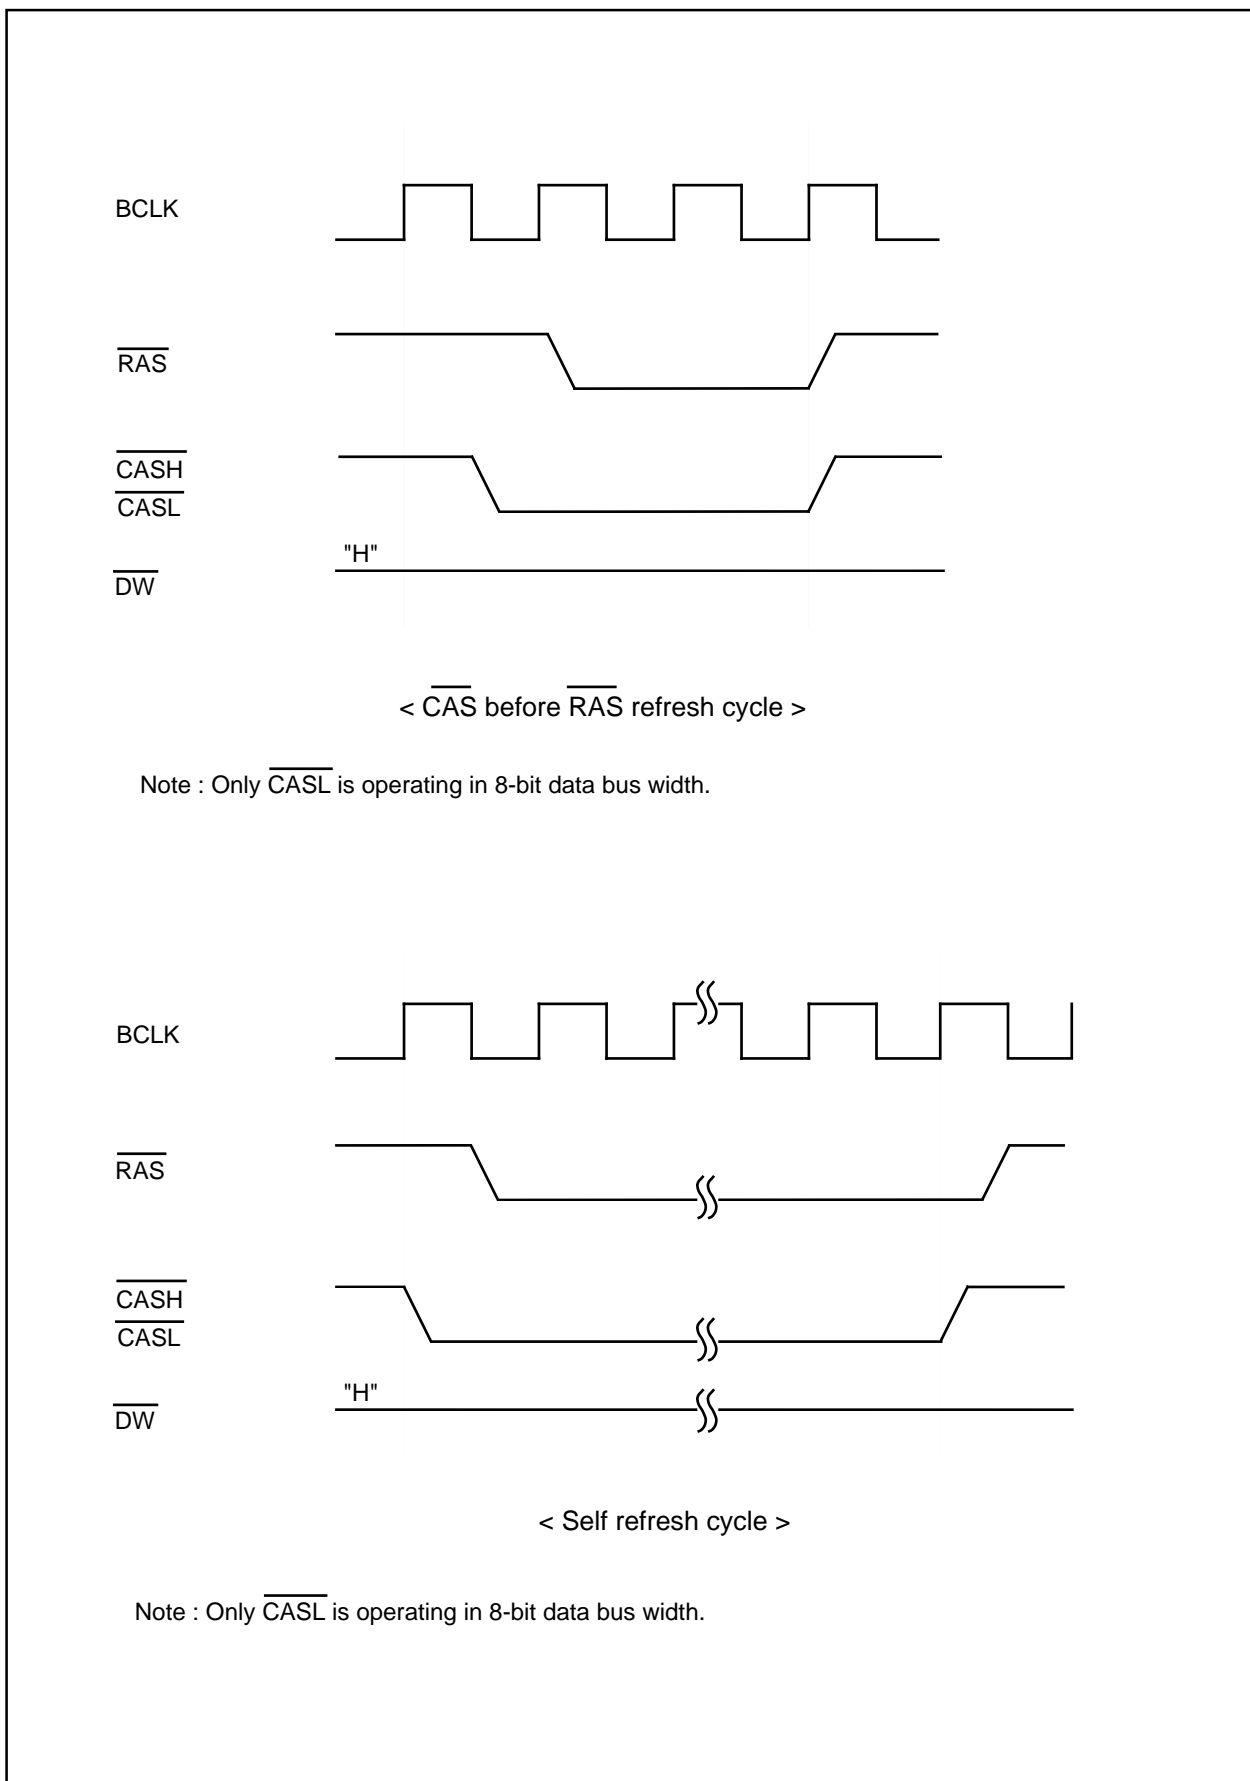 BCLK
RAS
CASH
CASL
"H"
DW
< CAS before RAS refresh cycle >
Note : Only CASL is operating in 8-bit data bus width.
BCLK
RAS
CASH
CASL
"H"
DW
< Self refresh cycle >
Note : Only CASL is operating in 8-bit data bus width.